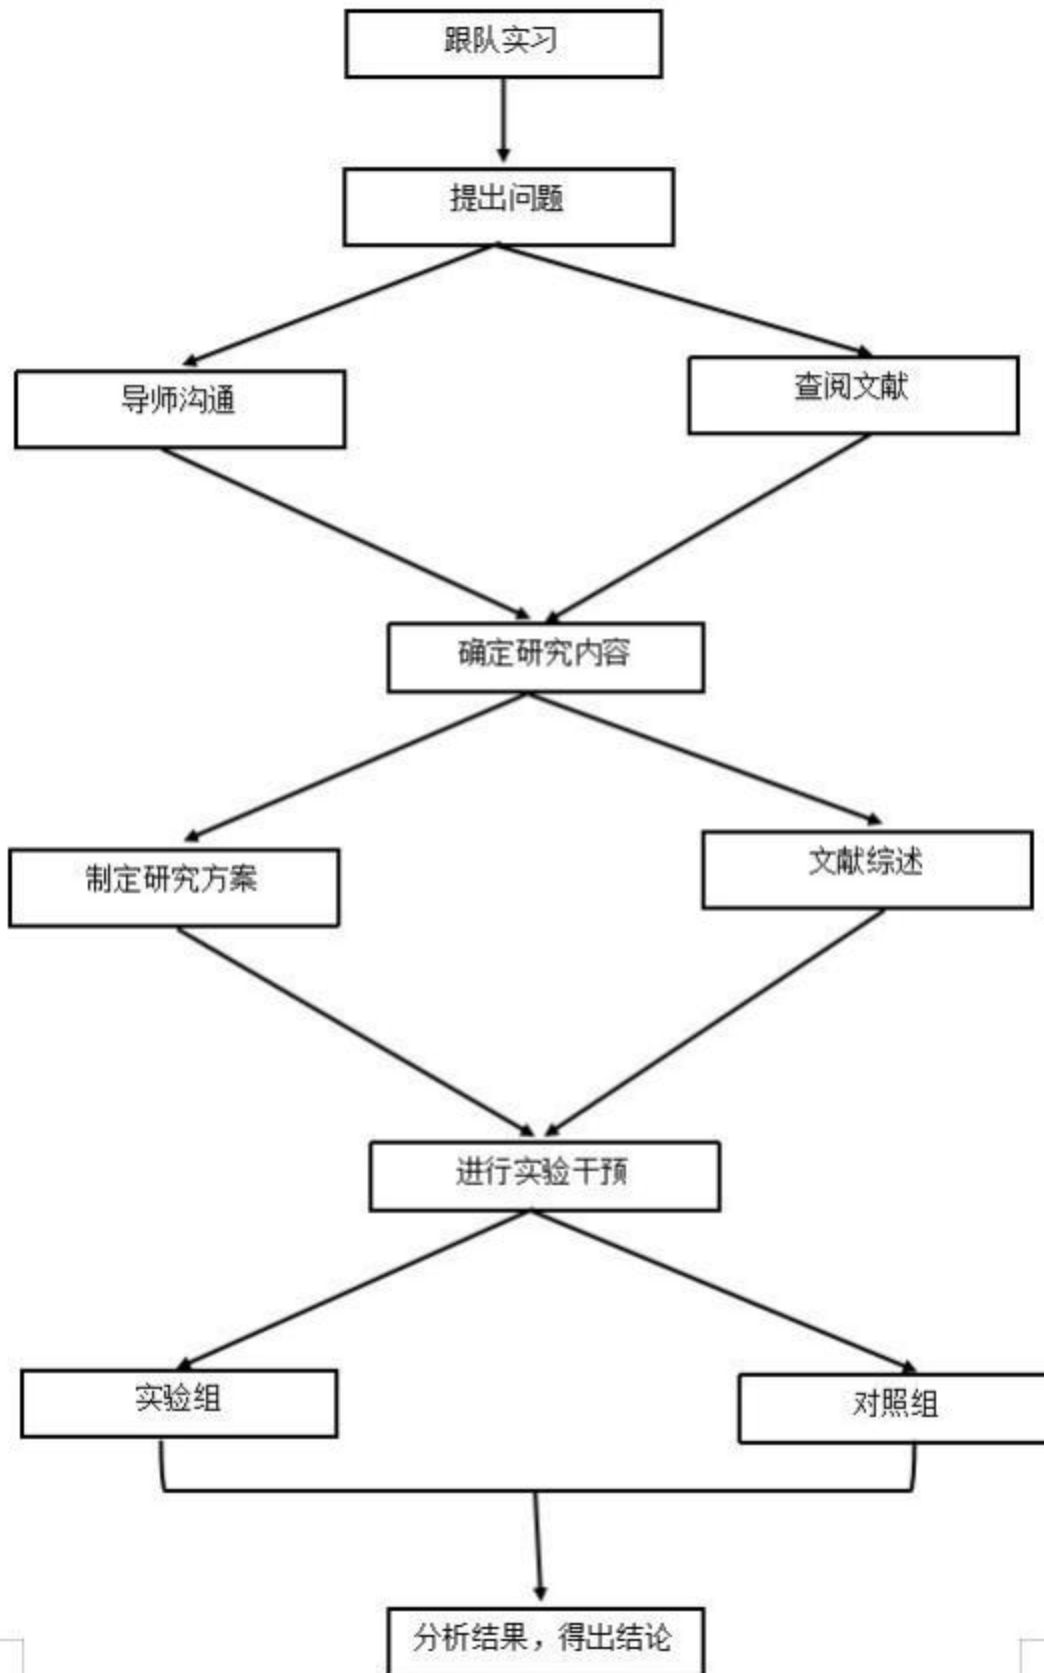 跟队实习
提出问题
导师沟通
查阅文献
确定研究内容
制定研究方案
文献综述
进行实验干预
实验组
对照组
分析结果，得出结论